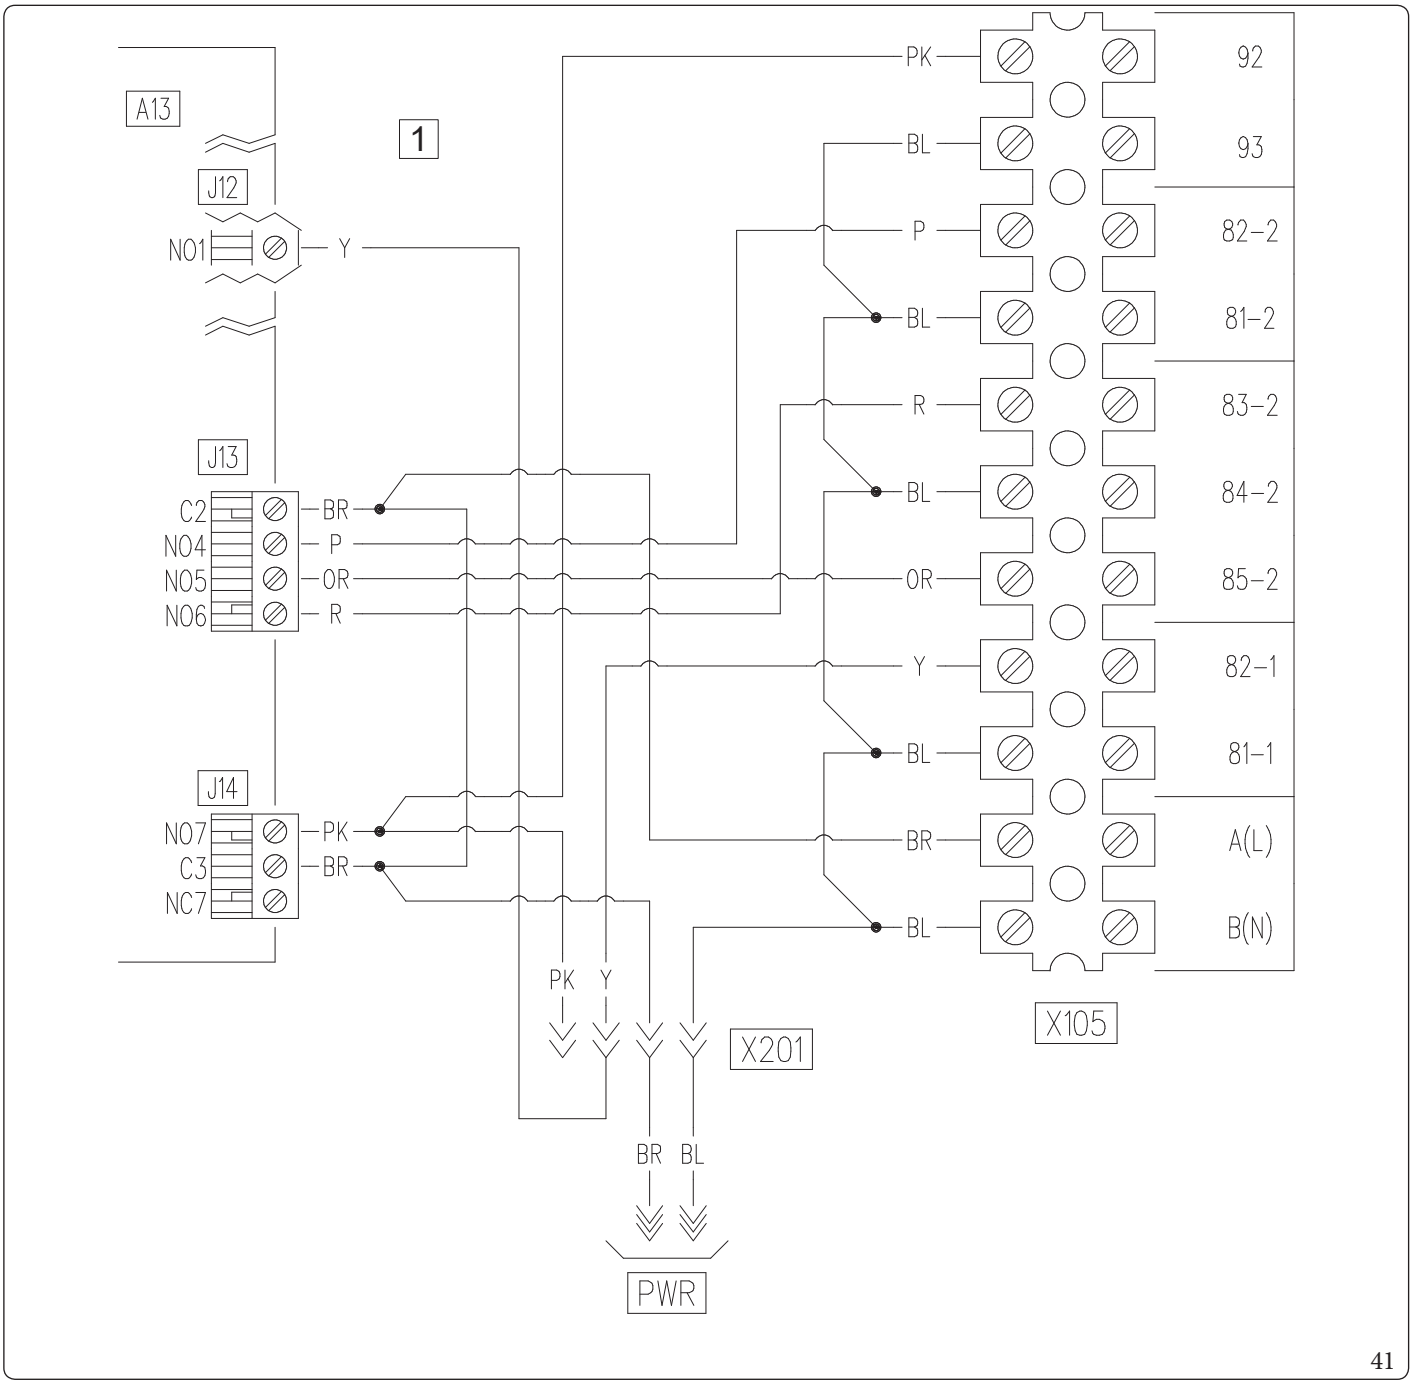 PK 92
A13
1
BL 93
J12
NO1 Y
P 82-2
BL 81-2
R 83-2
J13
BL 84-2
C2 BR
NO4 P
NO5 OR OR 85-2
NO6 R
Y 82-1
BL 81-1
J14
NO7 PK
BR A(L)
C3 BR
NC7
BL B(N)
PK Y
X105
X201
BR BL
PWR
41